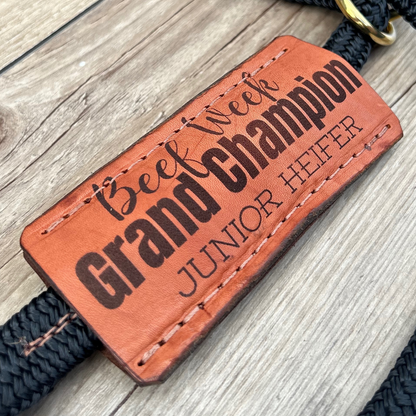 Beef Week
Grand Champion
JUNIOR HEIFER